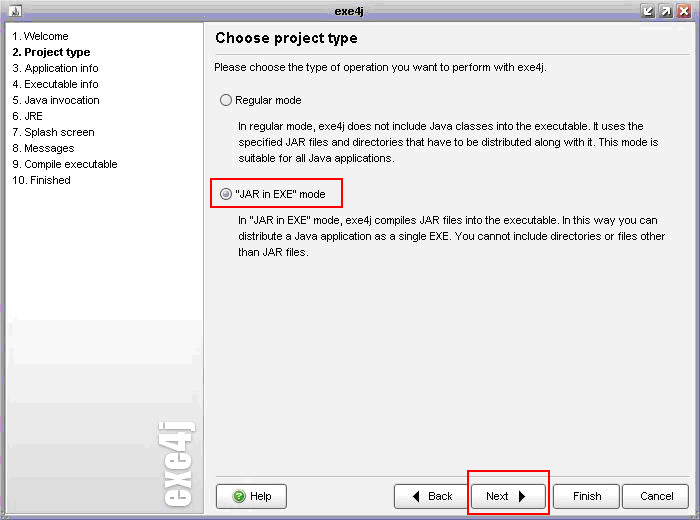 exe4j
1. Welcome
2. Project type
3. Application info
4. Executable info
5. Java invocation
6. JRE
7. Splash screen
8. Messages
9. Compile executable
10. Finished
exe4j
Choose project type
Please choose the type of operation you want to perform with exe4j.
Regular mode
In regular mode, exe4j does not include Java classes into the executable. It uses the
specified JAR files and directories that have to be distributed along with it. This mode is
suitable for all Java applications.
"JAR in EXE" mode
In "JAR in EXE" mode, exe4j compiles JAR files into the executable. In this way you can
distribute a Java application as a single EXE. You cannot include directories or files other
than JAR files.
Help
Back
Next
Finish
Cancel